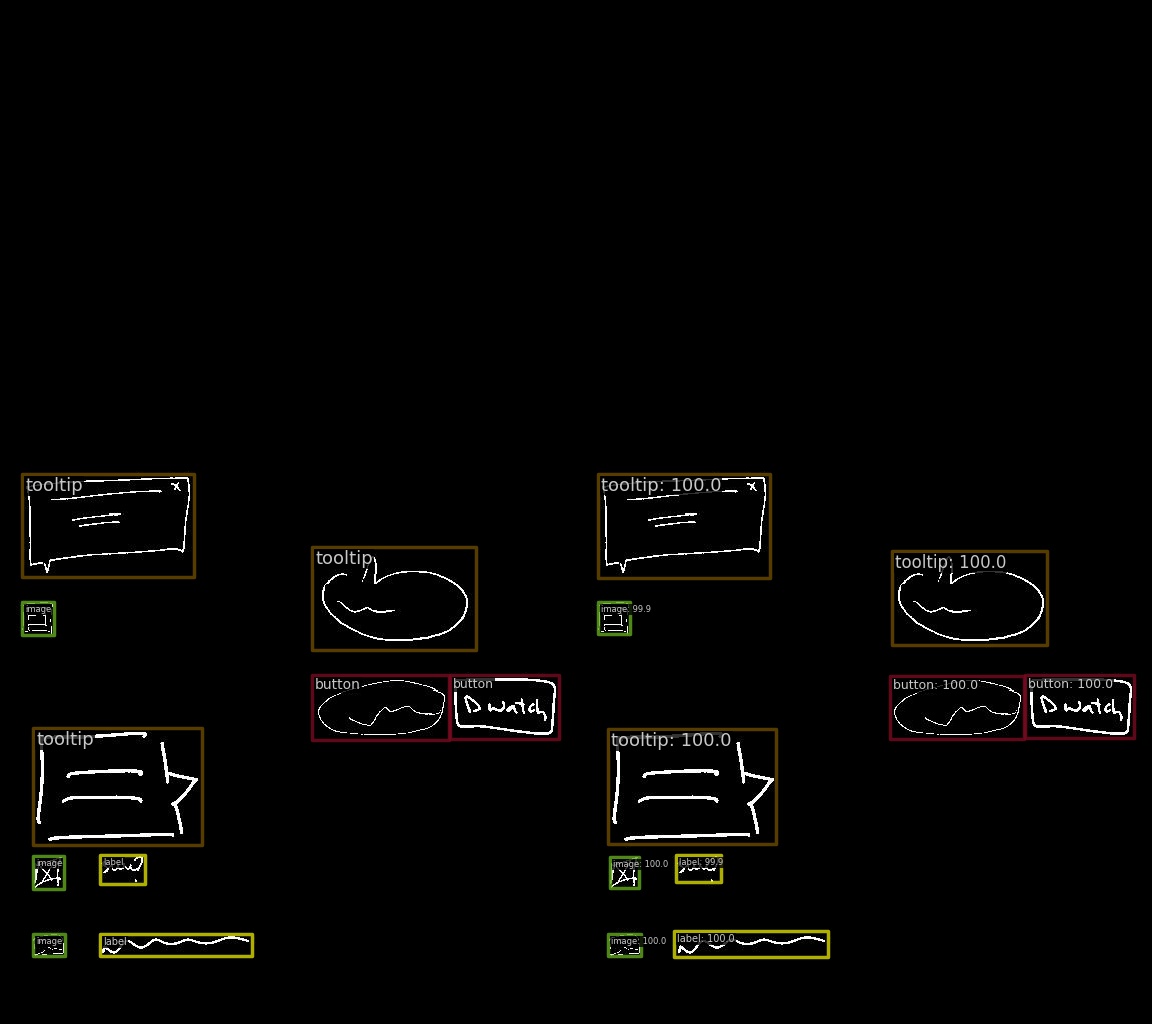 tooltip x
tooltip: 100.0 x
tooltip
tooltip: 100.0
image
image: 99.9
button button
D watch
button: 100.0 button: 100.0
D watch
tooltip
tooltip: 100.0
image label
image: 100.0 label: 99.9
image label
image: 100.0 label: 100.0